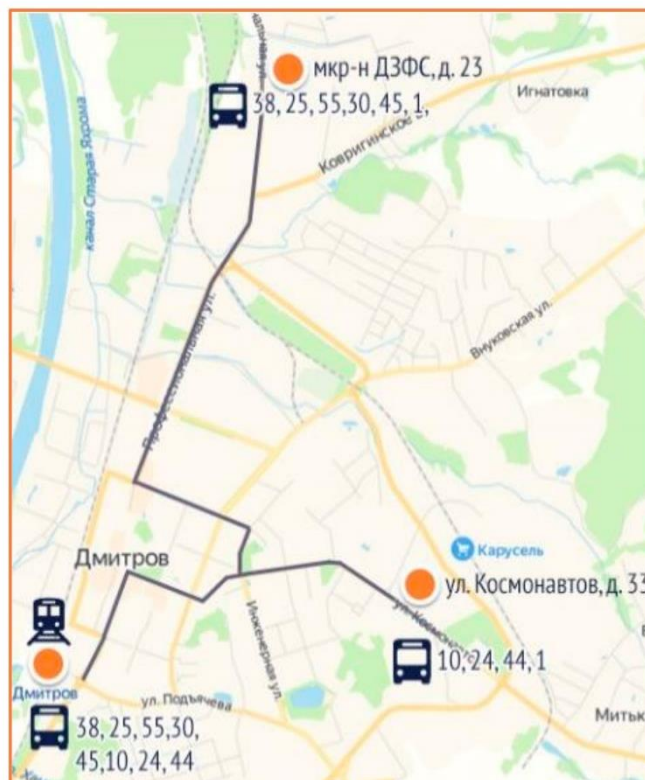 мкр-н ДЗФС, д. 23
38, 25, 55,30, 45, 1,
Игнатовка
Ковригинское
канал Старая Яхрома
Внуковская ул.
Профессиональная ул.
Дмитров
Карусель
ул. Космонавтов, д. 33
Инженерная ул.
10, 24, 44, 1
Дмитров
ул. Подъячева
38, 25, 55,30,
45,10, 24, 44